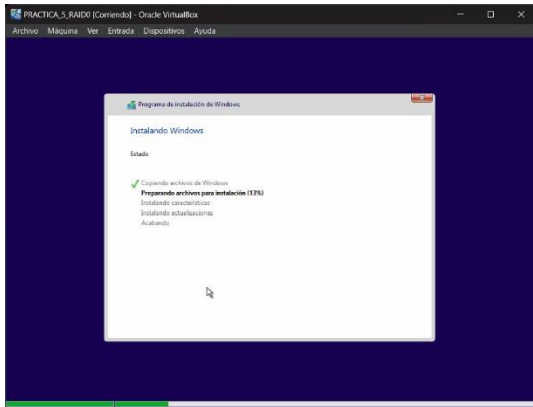 PRACTICA_5_RAID0 [Corriendo] - Oracle VirtualBox
Archivo Máquina Ver Entrada Dispositivos Ayuda
Programa de instalación de Windows
Instalando Windows
Estado
Copiando archivos de Windows
Preparando archivos para instalación (13%)
Instalando características
Instalando actualizaciones
Acabando